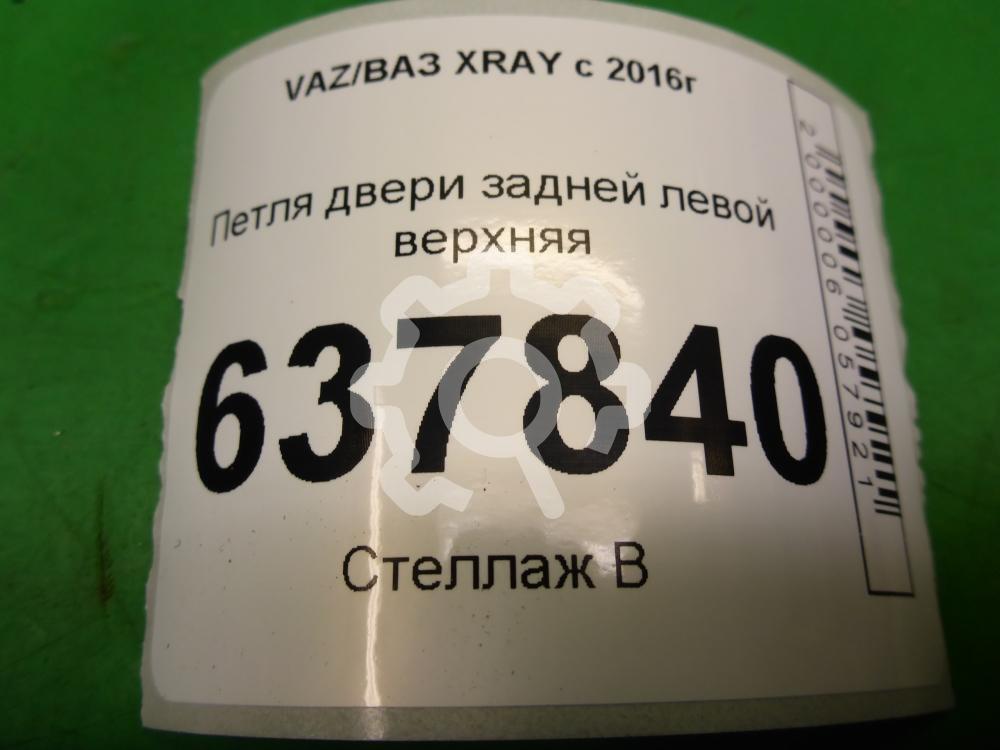 VAZ/ВАЗ XRAY с 2016г
Петля двери задней левой
верхняя
637840
Стеллаж В
2000006057921